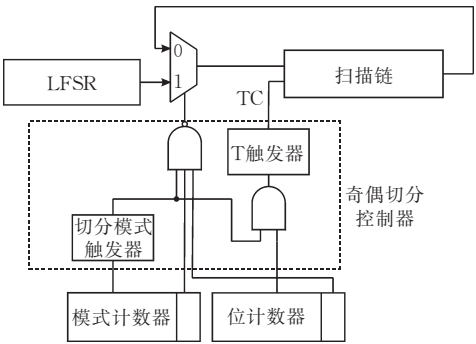 0
LFSR
1
扫描链
TC
T触发器
奇偶切分
控制器
切分模式
触发器
模式计数器
位计数器